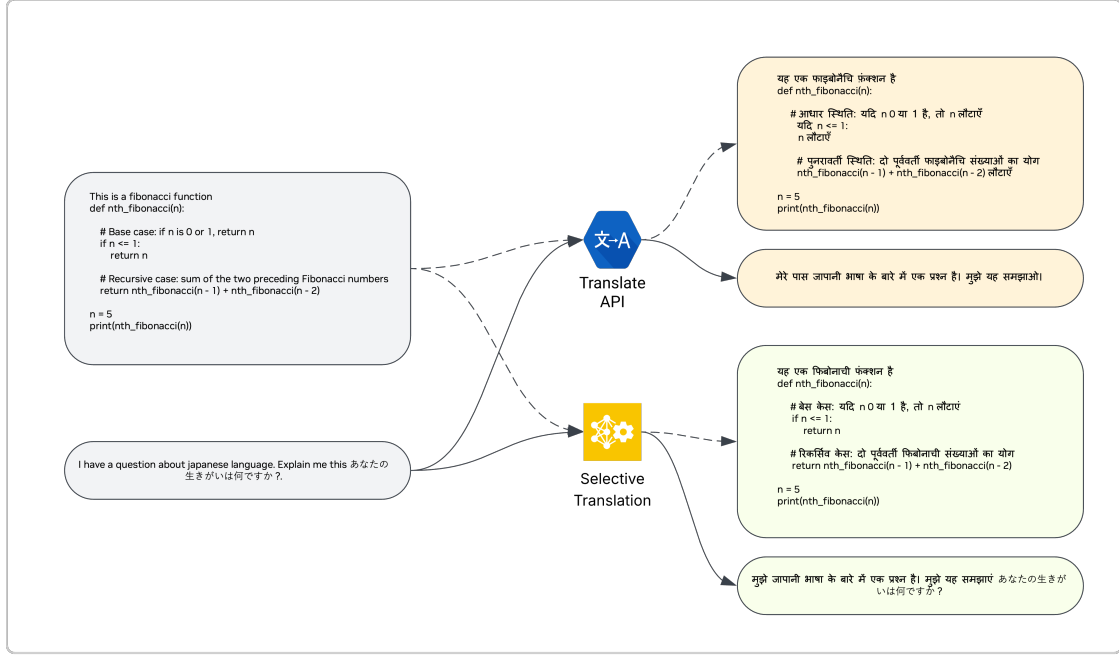 This is a fibonacci function
def nth_fibonacci(n):
# Base case: if n is 0 or 1, return n
if n <= 1:
return n
# Recursive case: sum of the two preceding Fibonacci numbers
return nth_fibonacci(n - 1) + nth_fibonacci(n - 2)
n = 5
print(nth_fibonacci(n))
I have a question about japanese language. Explain me this あなたの
生きがいは何ですか ?.
文→A
Translate
API
Selective
Translation
यह एक फाइबोनैचि फ़ंक्शन है
def nth_fibonacci(n):
# आधार स्थिति: यदि n 0 या 1 है, तो n लौटाएँ
यदि n <= 1:
n लौटाएँ
# पुनरावर्ती स्थिति: दो पूर्ववर्ती फाइबोनैचि संख्याओं का योग
nth_fibonacci(n - 1) + nth_fibonacci(n - 2) लौटाएँ
n = 5
print(nth_fibonacci(n))
मेरे पास जापानी भाषा के बारे में एक प्रश्न है। मुझे यह समझाओ।
यह एक फिबोनाची फंक्शन है
def nth_fibonacci(n):
# बेस केस: यदि n 0 या 1 है, तो n लौटाएं
if n <= 1:
return n
# रिकर्सिव केस: दो पूर्ववर्ती फिबोनाची संख्याओं का योग
return nth_fibonacci(n - 1) + nth_fibonacci(n - 2)
n = 5
print(nth_fibonacci(n))
मुझे जापानी भाषा के बारे में एक प्रश्न है। मुझे यह समझाएं あなたの生きが
いは何ですか ?